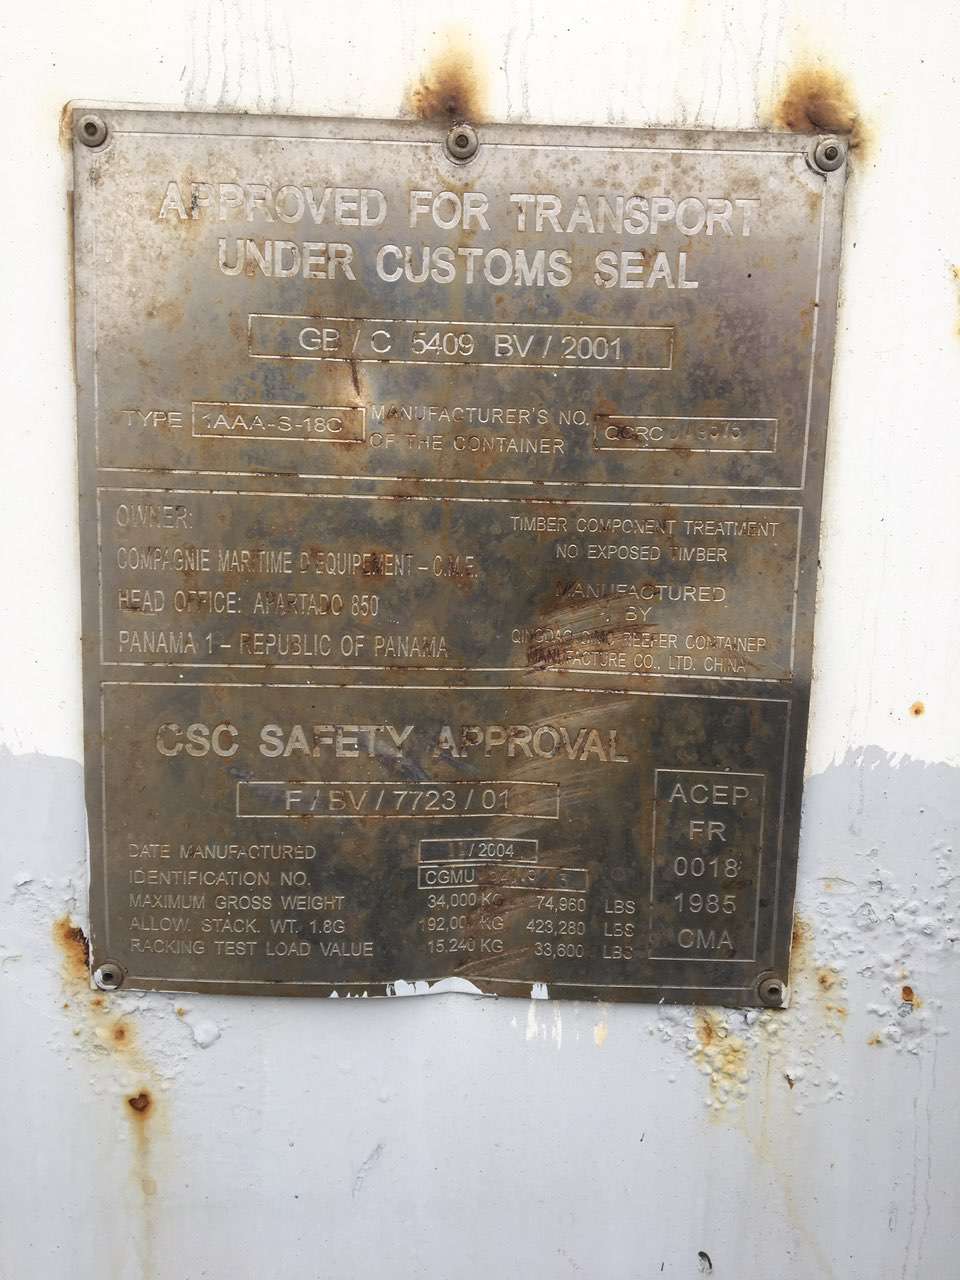 APPROVED FOR TRANSPORT
UNDER CUSTOMS SEAL
GB / C 5409 BV / 2001
TYPE 1AAA-S-18C MANUFACTURER'S NO.
OF THE CONTAINER
OWNER:
COMPAGNIE MARITIME D'EQUIPEMENT - C.M.E.
HEAD OFFICE: APARTADO 850
PANAMA 1 - REPUBLIC OF PANAMA
TIMBER COMPONENT TREATMENT
NO EXPOSED TIMBER
MANUFACTURED
BY
QINGDAO REEFER CONTAINER
MANUFACTURE CO., LTD. CHINA
CSC SAFETY APPROVAL
F / BV / 7723 / 01
DATE MANUFACTURED / 2004
IDENTIFICATION NO. CGMU
MAXIMUM GROSS WEIGHT 34,000 KG 74,960 LBS
ALLOW. STACK. WT. 1.8G 192,000 KG 423,280 LBS
RACKING TEST LOAD VALUE 15.240 KG 33,600 LBS
ACEP
FR
0018
1985
CMA